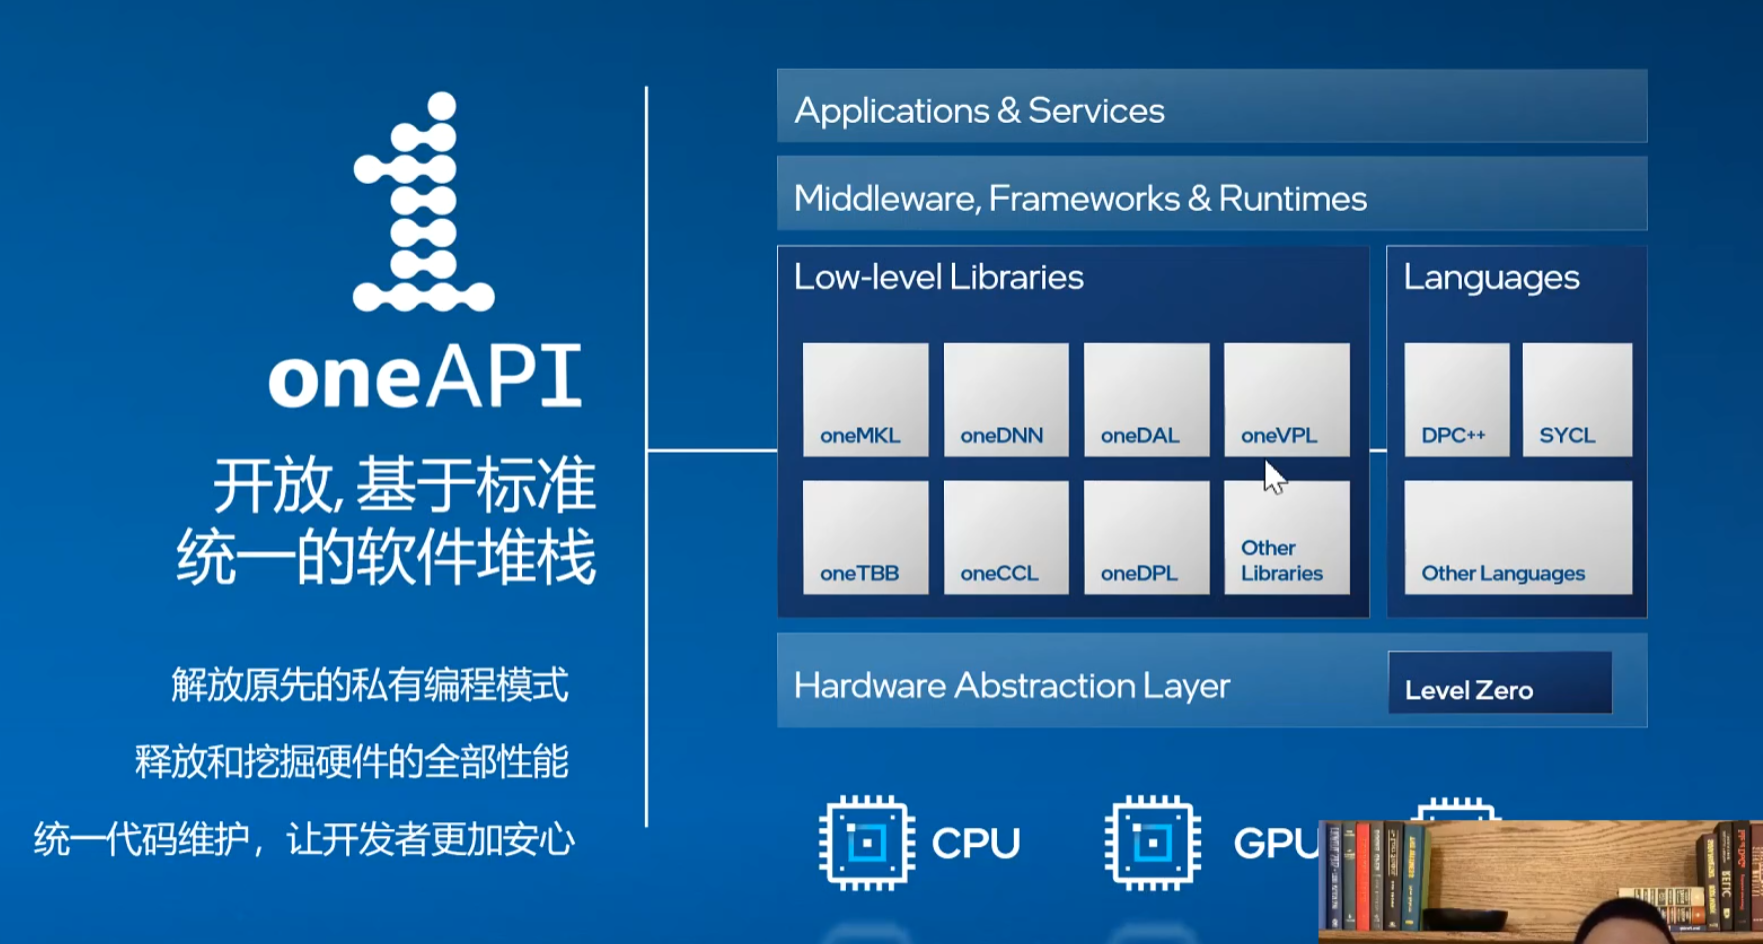 oneAPI
开放, 基于标准
统一的软件堆栈
解放原先的私有编程模式
释放和挖掘硬件的全部性能
统一代码维护，让开发者更加安心
Applications & Services
Middleware, Frameworks & Runtimes
Low-level Libraries
oneMKL
oneDNN
oneDAL
oneVPL
oneTBB
oneCCL
oneDPL
Other
Libraries
Languages
DPC++
SYCL
Other Languages
Hardware Abstraction Layer
Level Zero
CPU
GPU